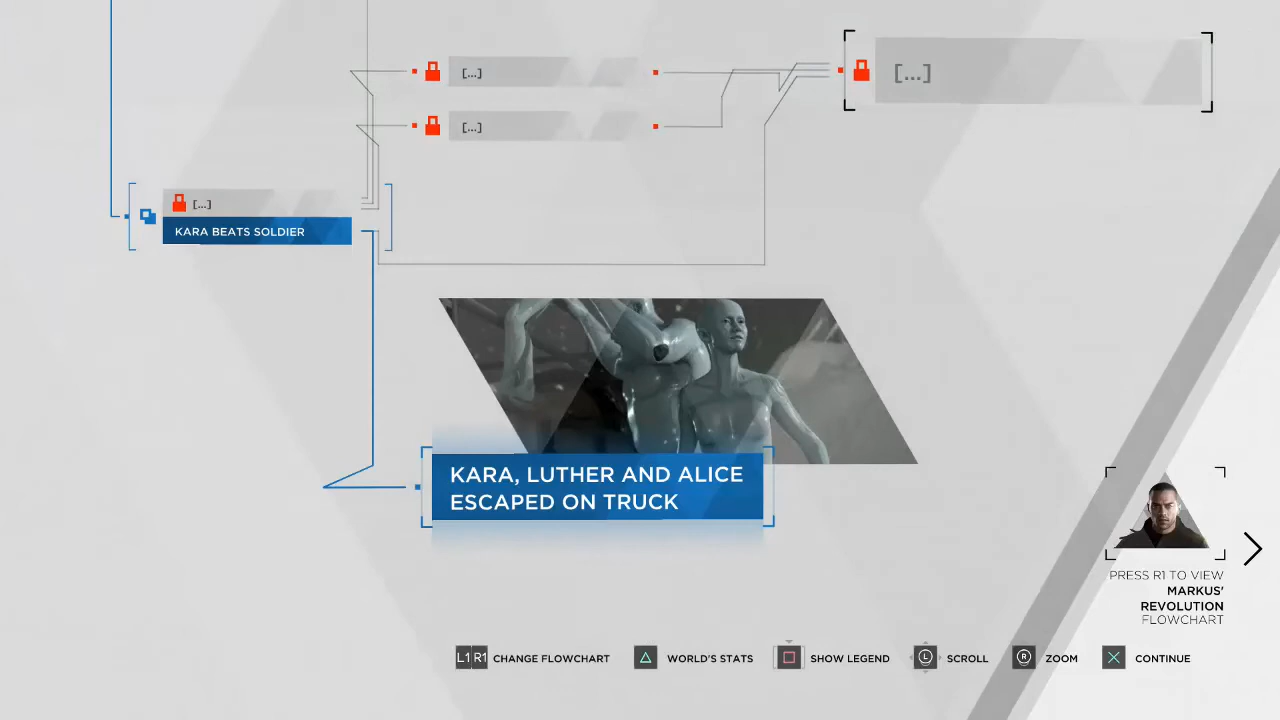 [...]
[...]
[...]
[...]
KARA BEATS SOLDIER
KARA, LUTHER AND ALICE
ESCAPED ON TRUCK
PRESS R1 TO VIEW
MARKUS'
REVOLUTION
FLOWCHART
L1 R1 CHANGE FLOWCHART
WORLD'S STATS
SHOW LEGEND
L SCROLL
R ZOOM
CONTINUE